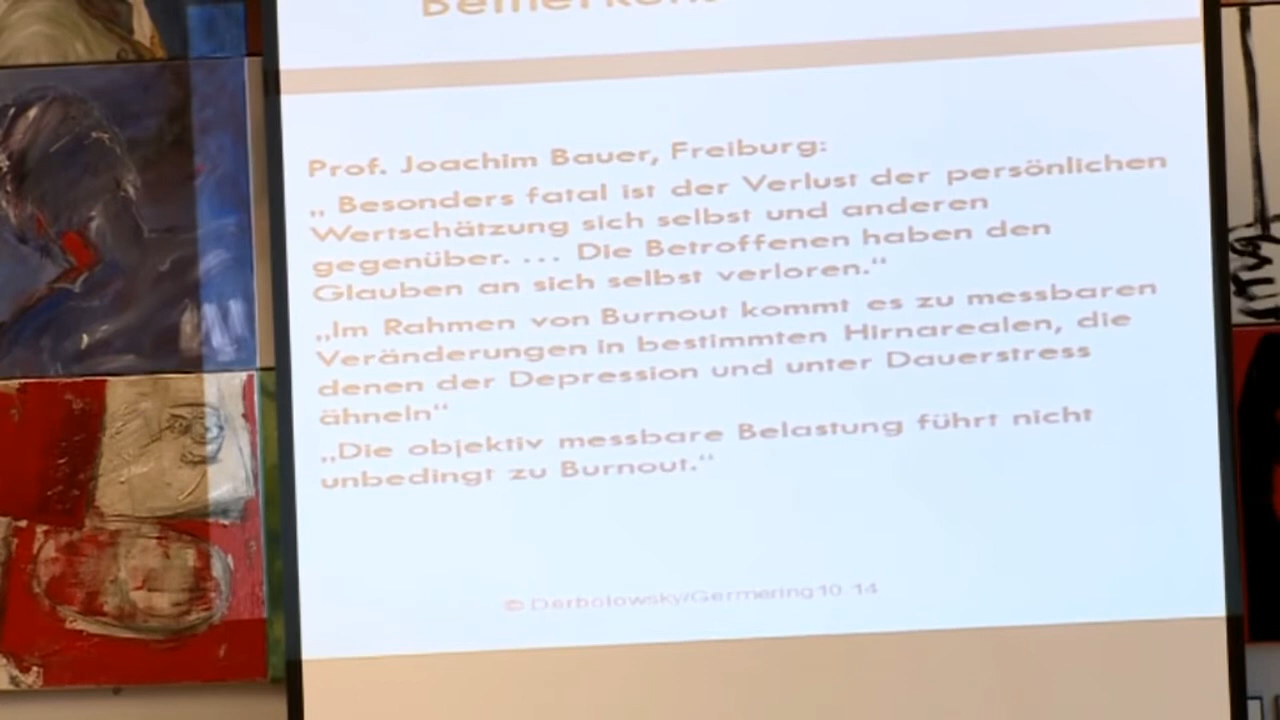 Prof. Joachim Bauer, Freiburg:
„ Besonders fatal ist der Verlust der persönlichen
Wertschätzung sich selbst und anderen
gegenüber. ... Die Betroffenen haben den
Glauben an sich selbst verloren.“
„Im Rahmen von Burnout kommt es zu messbaren
Veränderungen in bestimmten Hirnarealen, die
denen der Depression und unter Dauerstress
ähneln“
„Die objektiv messbare Belastung führt nicht
unbedingt zu Burnout.“
© Derbolowsky/Germering10 14